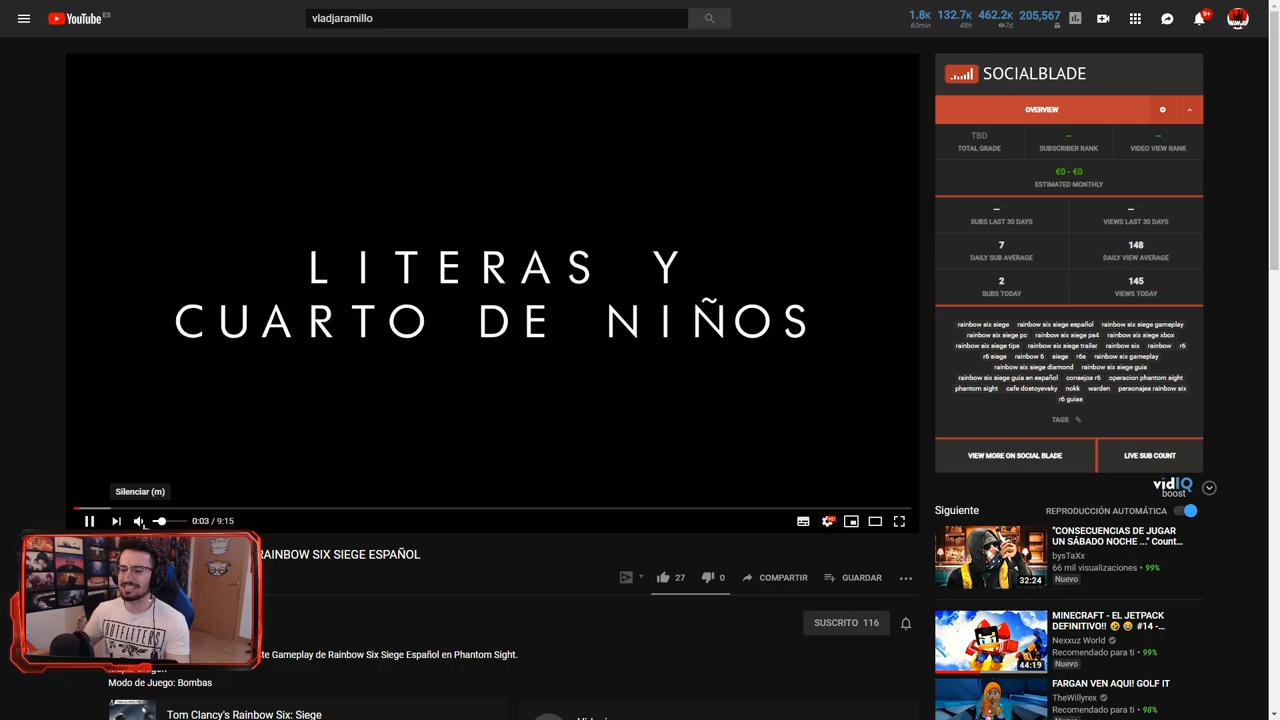 YouTube ES
vladjaramillo
1.8K 132.7K 462.2K 205,567
60min 48h 7d
9+
LITERAS Y
CUARTO DE NIÑOS
Silenciar (m)
0:03 / 9:15
HD
RAINBOW SIX SIEGE ESPAÑOL
27 0 COMPARTIR GUARDAR
SUSCRITO 116
te Gameplay de Rainbow Six Siege Español en Phantom Sight.
Modo de Juego: Bombas
Tom Clancy's Rainbow Six: Siege
OUTFITTERS
SOCIALBLADE
OVERVIEW
TBD – –
TOTAL GRADE SUBSCRIBER RANK VIDEO VIEW RANK
€0 - €0
ESTIMATED MONTHLY
– –
SUBS LAST 30 DAYS VIEWS LAST 30 DAYS
7 148
DAILY SUB AVERAGE DAILY VIEW AVERAGE
2 145
SUBS TODAY VIEWS TODAY
rainbow six siege rainbow six siege español rainbow six siege gameplay
rainbow six siege pc rainbow six siege ps4 rainbow six siege xbox
rainbow six siege tips rainbow six siege trailer rainbow six rainbow r6
r6 siege rainbow 6 siege r6s rainbow six gameplay
rainbow six siege diamond rainbow six siege guia
rainbow six siege guia en español consejos r6 operacion phantom sight
phantom sight cafe dostoyevsky nokk warden personajes rainbow six
r6 guias
TAGS
VIEW MORE ON SOCIAL BLADE LIVE SUB COUNT
vidIQ
boost
Siguiente REPRODUCCIÓN AUTOMÁTICA
"CONSECUENCIAS DE JUGAR
UN SÁBADO NOCHE ..." Count...
bysTaXx
66 mil visualizaciones • 99%
Nuevo
32:24
MINECRAFT - EL JETPACK
DEFINITIVO!! 🤣 😂 #14 -...
Nexxuz World
Recomendado para ti • 99%
Nuevo
44:19
FARGAN VEN AQUI! GOLF IT
TheWillyrex
Recomendado para ti • 98%